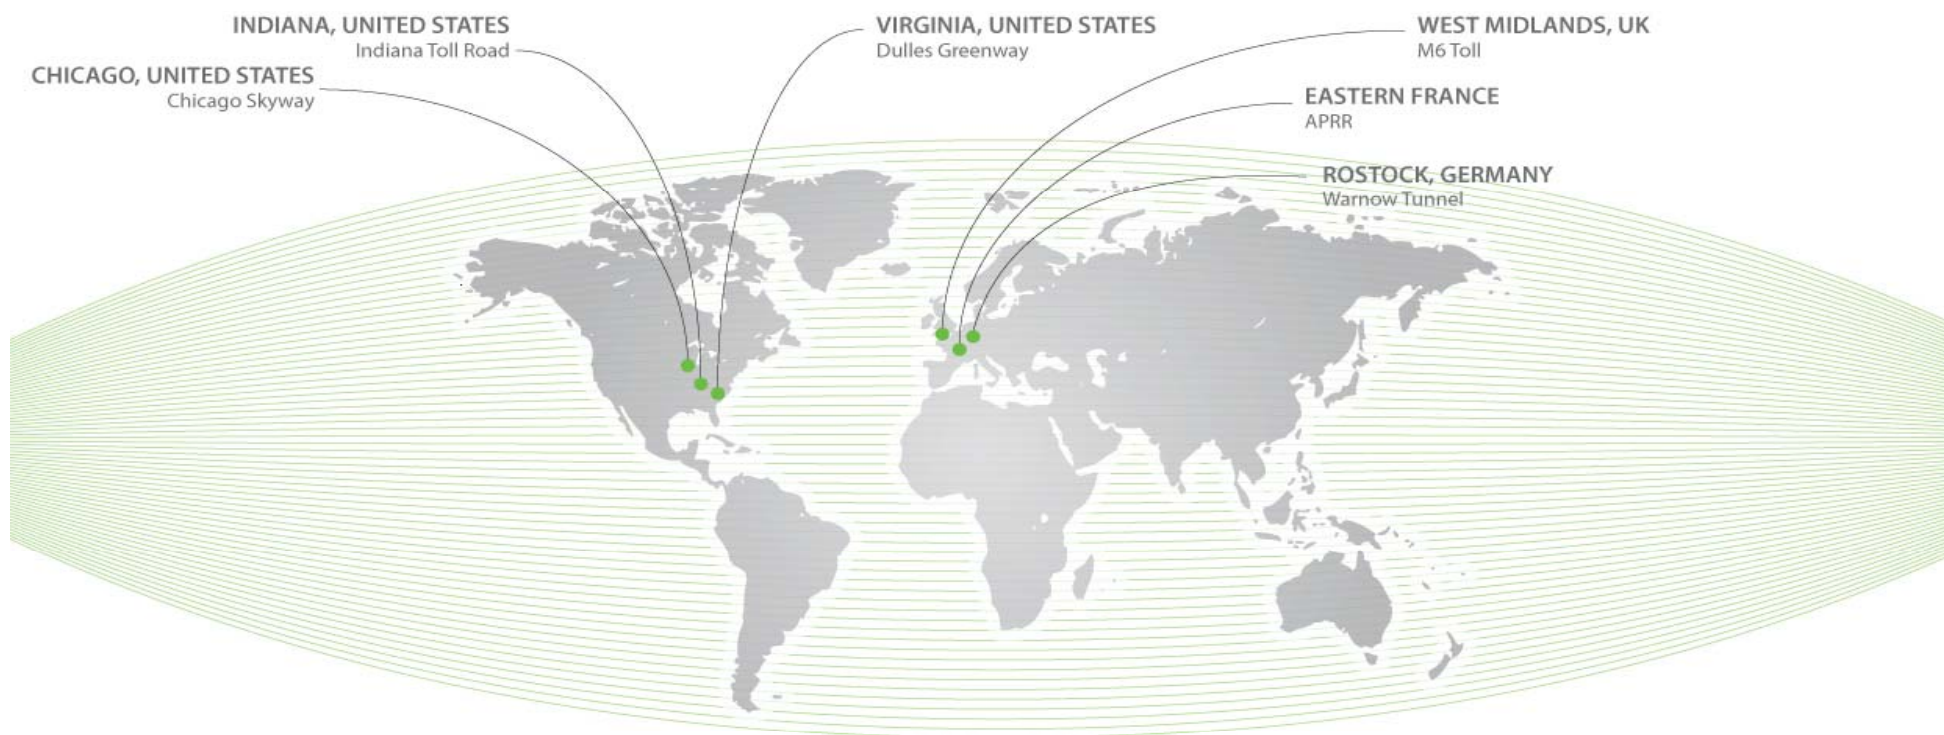 INDIANA, UNITED STATES
Indiana Toll Road
CHICAGO, UNITED STATES
Chicago Skyway
VIRGINIA, UNITED STATES
Dulles Greenway
WEST MIDLANDS, UK
M6 Toll
EASTERN FRANCE
APRR
ROSTOCK, GERMANY
Warnow Tunnel